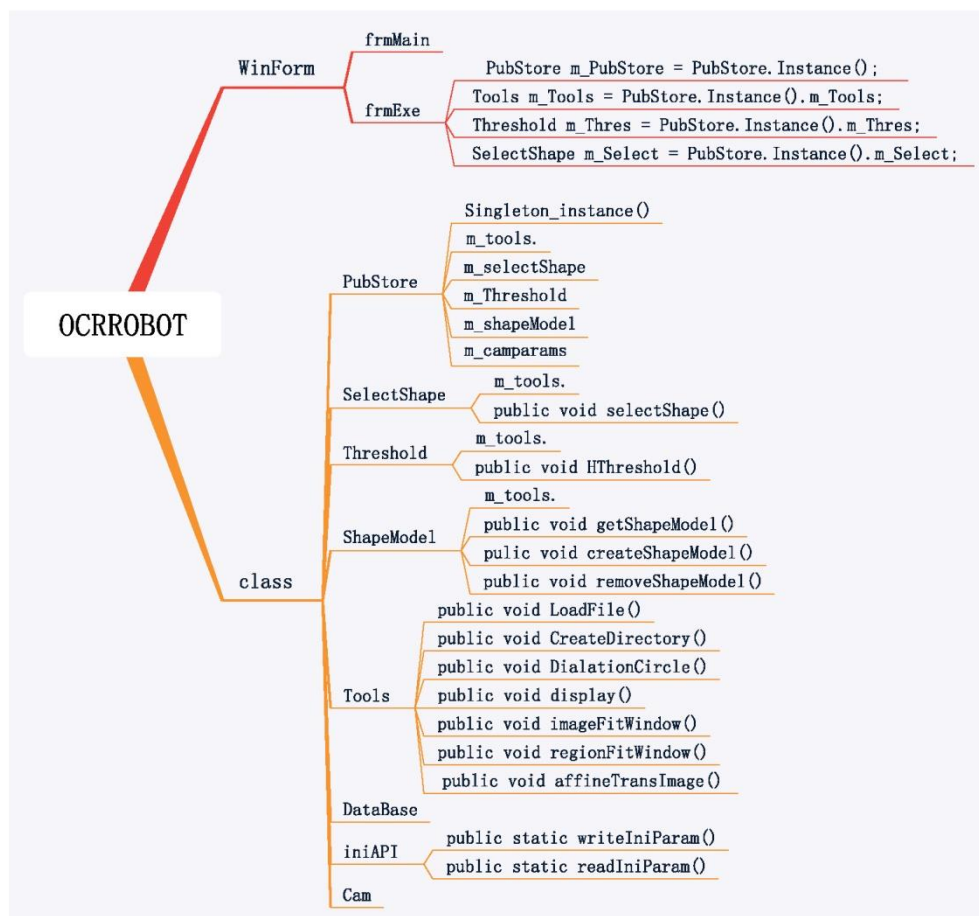 OCRROBOT
WinForm
frmMain
frmExe
PubStore m_PubStore = PubStore.Instance();
Tools m_Tools = PubStore.Instance().m_Tools;
Threshold m_Thres = PubStore.Instance().m_Thres;
SelectShape m_Select = PubStore.Instance().m_Select;
class
PubStore
Singleton_instance()
m_tools.
m_selectShape
m_Threshold
m_shapeModel
m_camparams
SelectShape
m_tools.
public void selectShape()
Threshold
m_tools.
public void HThreshold()
ShapeModel
m_tools.
public void getShapeModel()
pulic void createShapeModel()
public void removeShapeModel()
Tools
public void LoadFile()
public void CreateDirectory()
public void DialationCircle()
public void display()
public void imageFitWindow()
public void regionFitWindow()
public void affineTransImage()
DataBase
iniAPI
public static writeIniParam()
public static readIniParam()
Cam